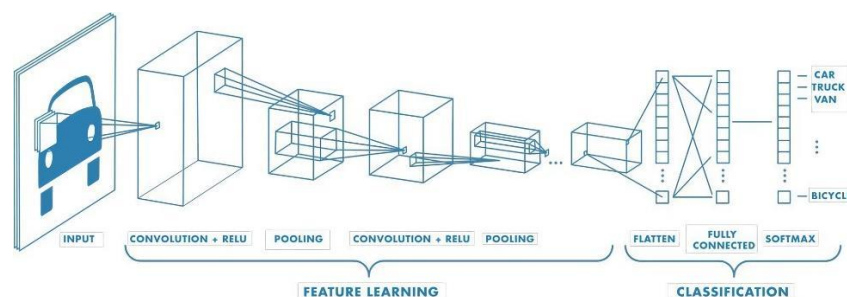 CAR
TRUCK
VAN
BICYCL
INPUT
CONVOLUTION + RELU
POOLING
CONVOLUTION + RELU
POOLING
FLATTEN
FULLY
CONNECTED
SOFTMAX
FEATURE LEARNING
CLASSIFICATION